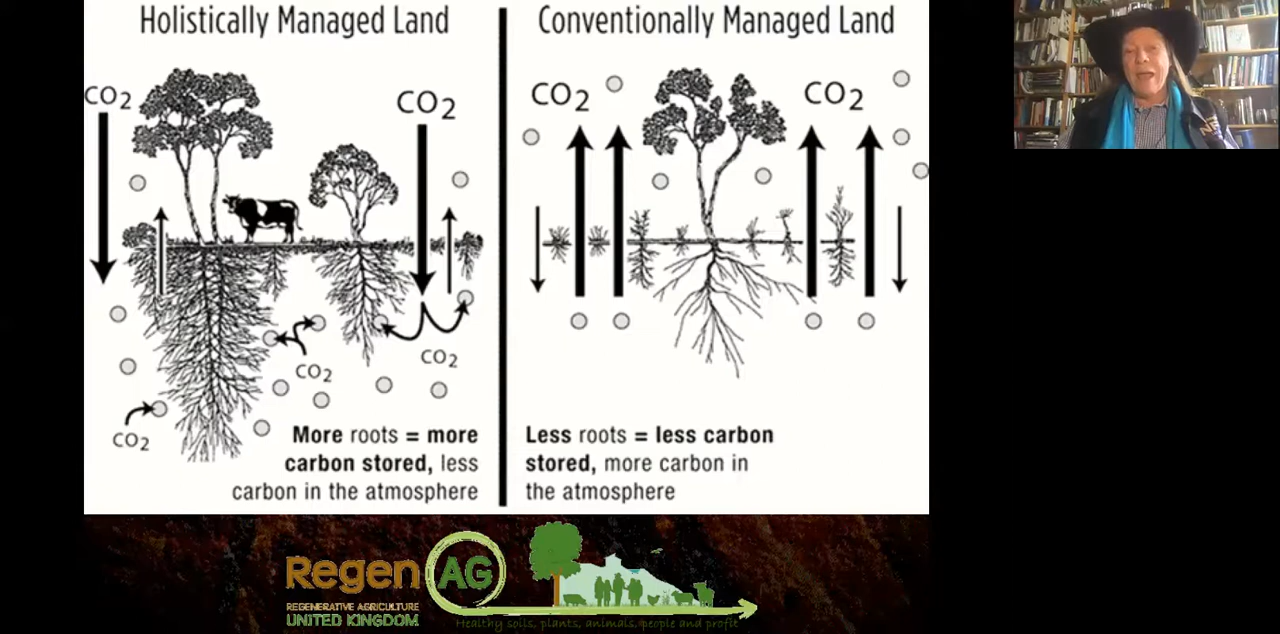 Holistically Managed Land
CO2
CO2
CO2
CO2
CO2
More roots = more
carbon stored, less
carbon in the atmosphere
Conventionally Managed Land
CO2
CO2
Less roots = less carbon
stored, more carbon in
the atmosphere
Regen AG
REGENERATIVE AGRICULTURE
UNITED KINGDOM
Healthy soils, plants, animals, people and profit